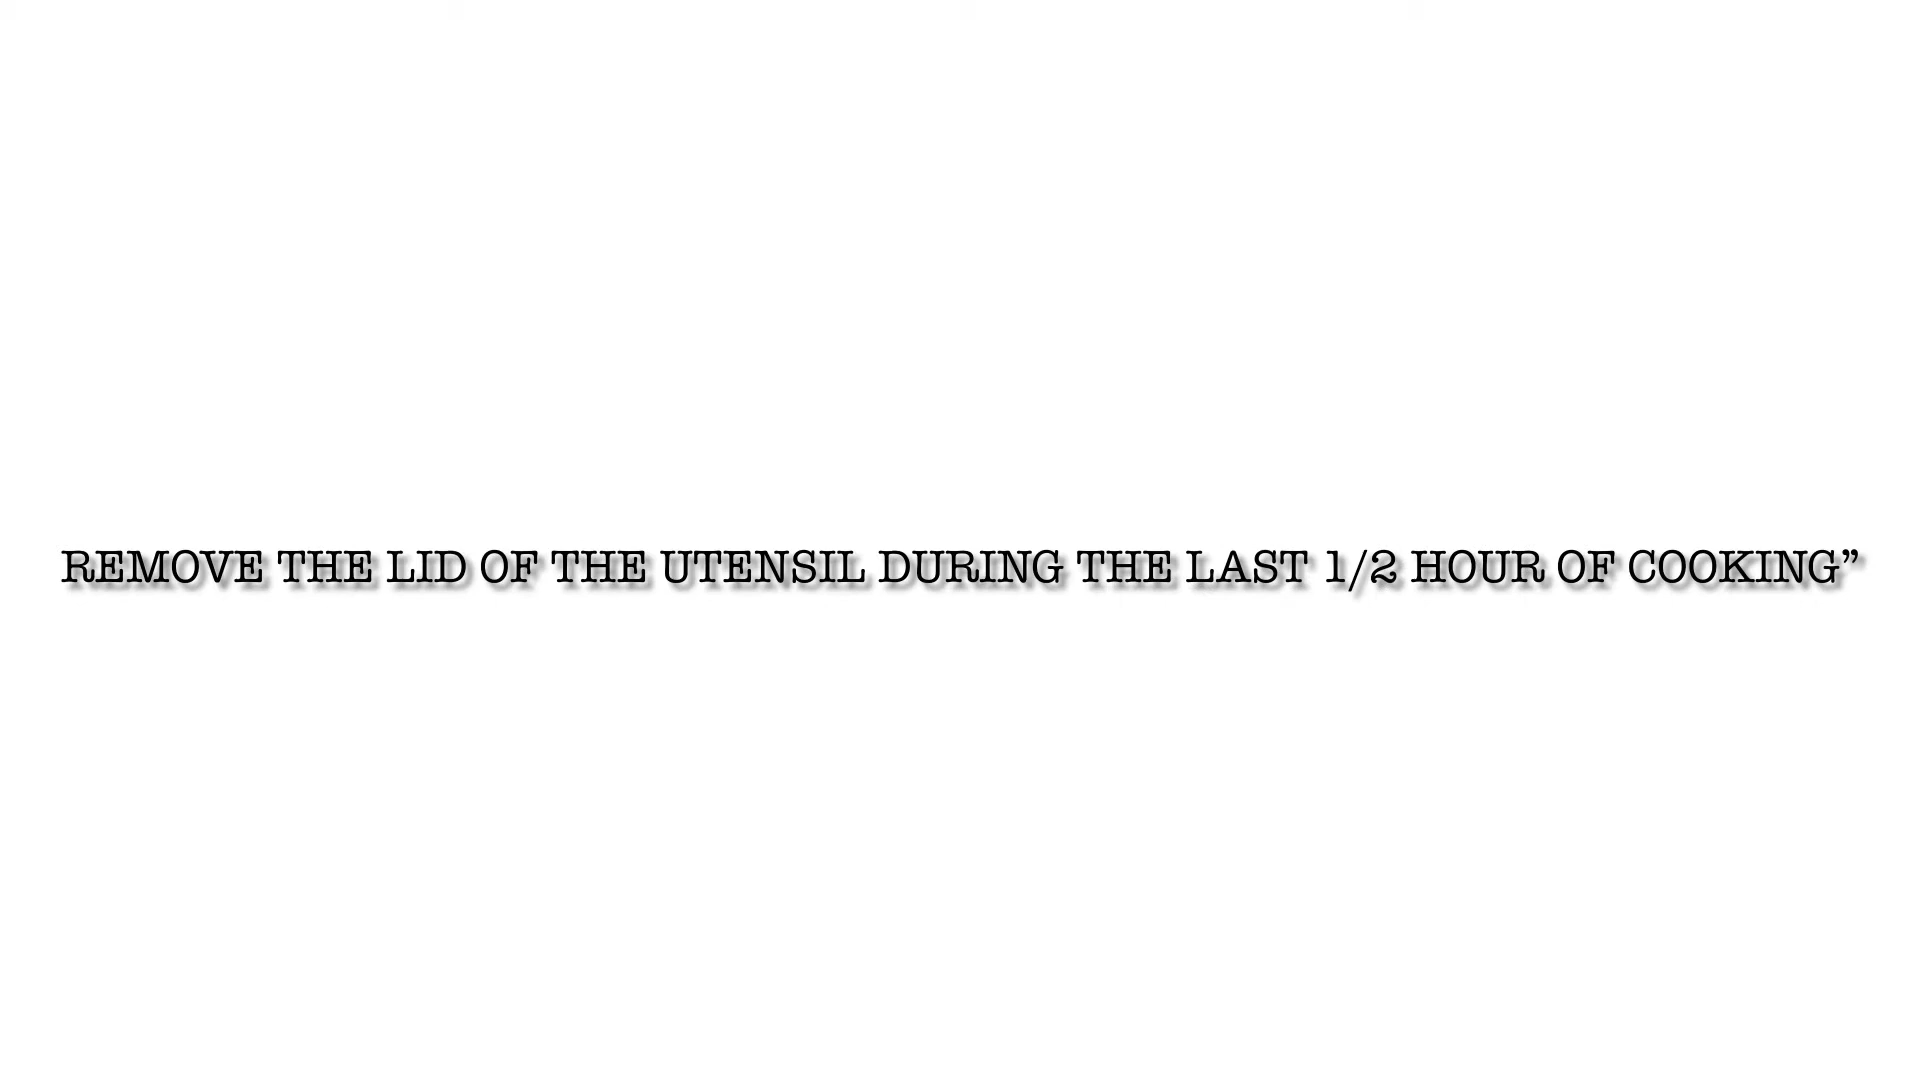 REMOVE THE LID OF THE UTENSIL DURING THE LAST 1/2 HOUR OF COOKING”